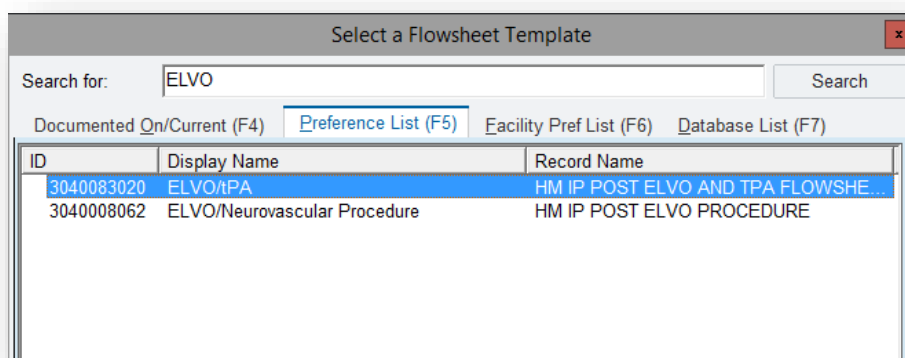 Select a Flowsheet Template
x
Search for: ELVO Search
Documented On/Current (F4) Preference List (F5) Facility Pref List (F6) Database List (F7)
ID Display Name Record Name
3040083020 ELVO/tPA HM IP POST ELVO AND TPA FLOWSHE...
3040008062 ELVO/Neurovascular Procedure HM IP POST ELVO PROCEDURE